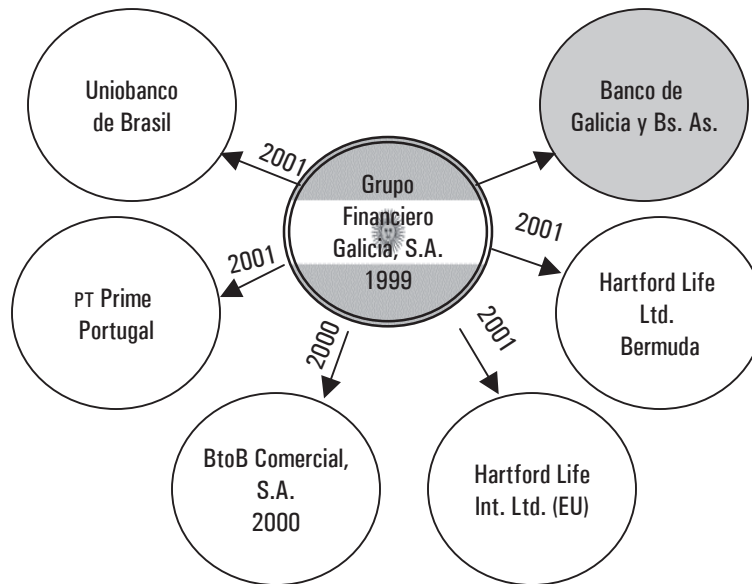 Uniobanco
de Brasil
Banco de
Galicia y Bs. As.
2001
Grupo
Financiero
Galicia, S.A.
1999
2001
2001
PT Prime
Portugal
Hartford Life
Ltd.
Bermuda
2000
2001
BtoB Comercial,
S.A.
2000
Hartford Life
Int. Ltd. (EU)